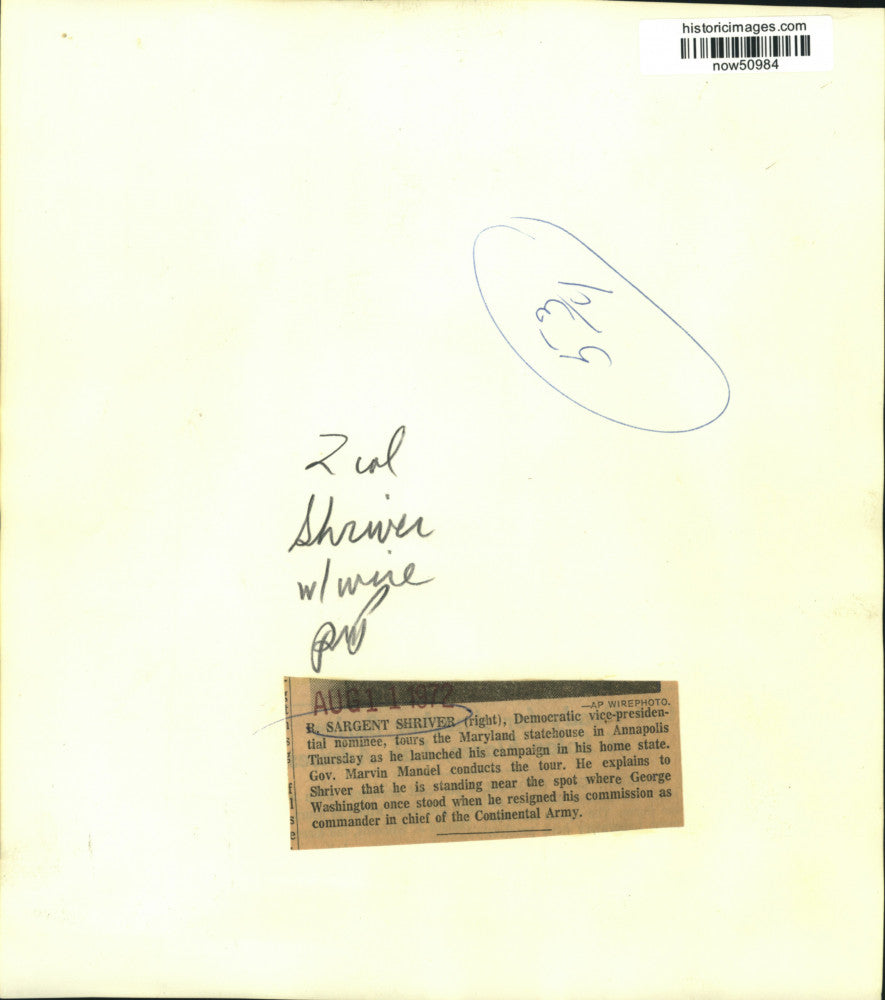 historicimages.com
now50984
2 col
Shriver
w/ wire
AUG 11 1972
—AP WIREPHOTO.
R. SARGENT SHRIVER (right), Democratic vice-presiden-
tial nominee, tours the Maryland statehouse in Annapolis
Thursday as he launched his campaign in his home state.
Gov. Marvin Mandel conducts the tour. He explains to
Shriver that he is standing near the spot where George
Washington once stood when he resigned his commission as
commander in chief of the Continental Army.